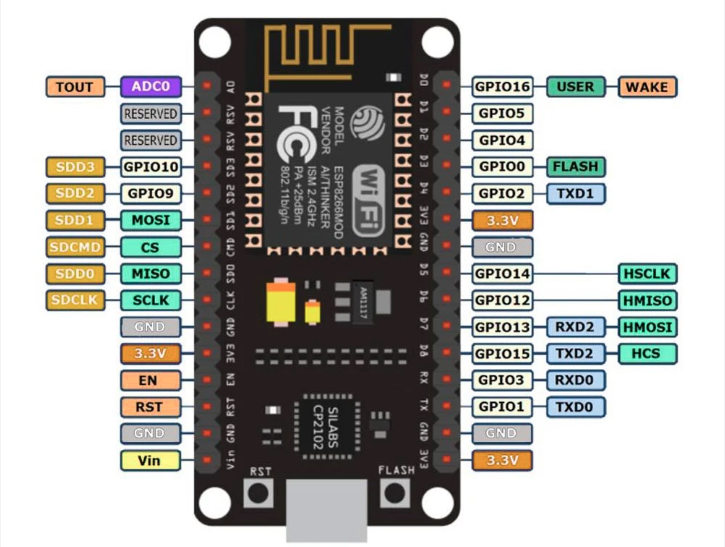 TOUT ADC0 A0 D0 GPIO16 USER WAKE
RESERVED RSV D1 GPIO5
RESERVED RSV D2 GPIO4
SDD3 GPIO10 SD3 D3 GPIO0 FLASH
SDD2 GPIO9 SD2 D4 GPIO2 TXD1
SDD1 MOSI SD1 3V3 3.3V
SDCMD CS CMD GND GND
SDD0 MISO SD0 D5 GPIO14 HSCLK
SDCLK SCLK CLK D6 GPIO12 HMISO
GND GND D7 GPIO13 RXD2 HMOSI
3.3V 3V3 D8 GPIO15 TXD2 HCS
EN EN RX GPIO3 RXD0
RST RST TX GPIO1 TXD0
GND GND GND GND
Vin Vin 3V3 3.3V
MODEL
VENDOR
ESP8266MOD
AI/THINKER
ISM 2.4GHz
PA +25dBm
802.11b/g/n
FC
WiFi
AM1117
SILABS
CP2102
RST
FLASH